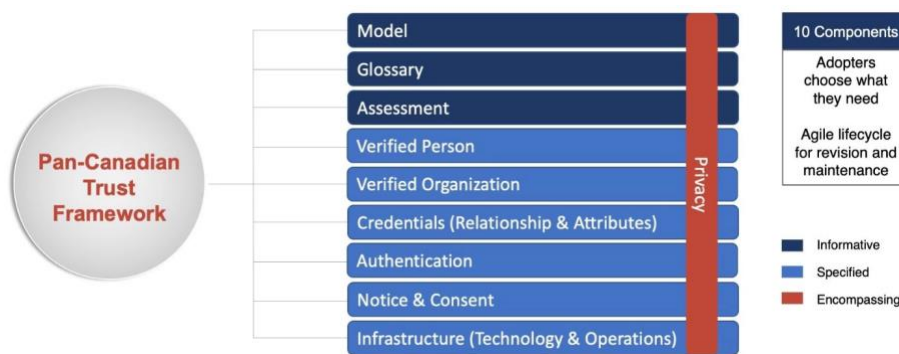 Pan-Canadian
Trust
Framework
Model
Glossary
Assessment
Verified Person
Verified Organization
Credentials (Relationship & Attributes)
Authentication
Notice & Consent
Infrastructure (Technology & Operations)
Privacy
10 Components
Adopters
choose what
they need
Agile lifecycle
for revision and
maintenance
Informative
Specified
Encompassing